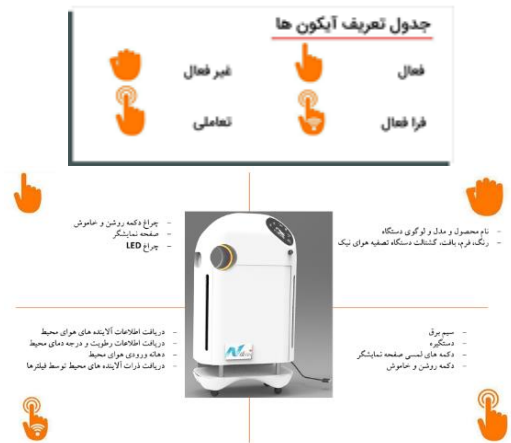 جدول تعریف آیکون ها
فعال
غیر فعال
فرا فعال
تعاملی
- نام محصول و مدل و لوگوی دستگاه
- رنگ، فرم، بافت، گشتالت دستگاه تصفیه هوای نیک
- چراغ دکمه روشن و خاموش
- صفحه نمایشگر
- چراغ LED
- سیم برق
- دستگیره
- دکمه های لمسی صفحه نمایشگر
- دکمه روشن و خاموش
- دریافت اطلاعات آلاینده های هوای محیط
- دریافت اطلاعات رطوبت و درجه دمای محیط
- دهانه ورودی هوای محیط
- دریافت ذرات آلاینده های محیط توسط فیلترها